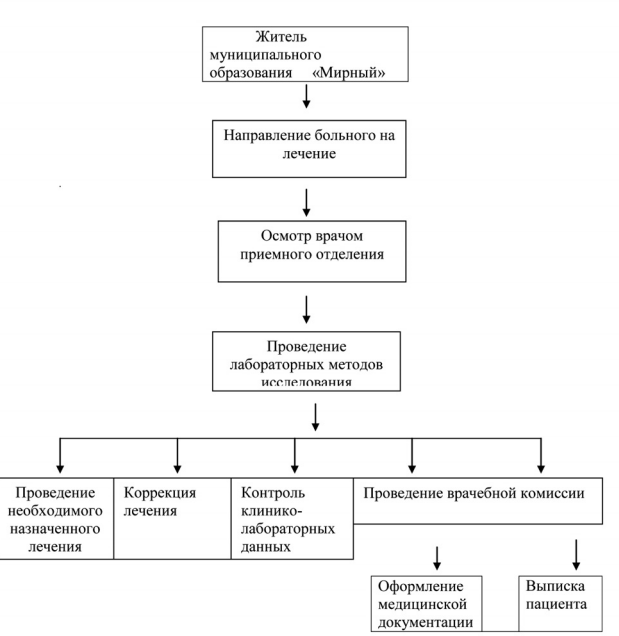 Житель
муниципального
образования «Мирный»
Направление больного на
лечение
Осмотр врачом
приемного отделения
Проведение
лабораторных методов
исследования
Проведение
необходимого
назначенного
лечения
Коррекция
лечения
Контроль
клинико-
лабораторных
данных
Проведение врачебной комиссии
Оформление
медицинской
документации
Выписка
пациента